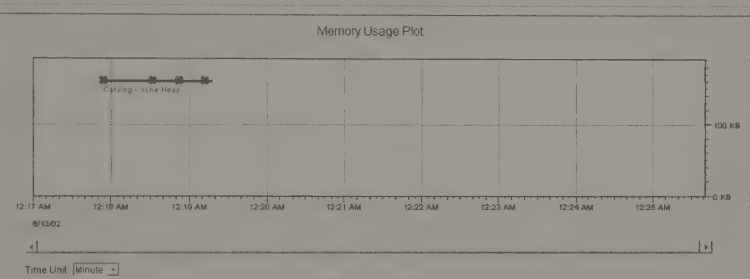 Memory Usage Plot
Catalog Cache Heap
100 KB
0 KB
12:17 AM 12:18 AM 12:19 AM 12:20 AM 12:21 AM 12:22 AM 12:23 AM 12:24 AM 12:25 AM
6/13/02
Time Unit Minute